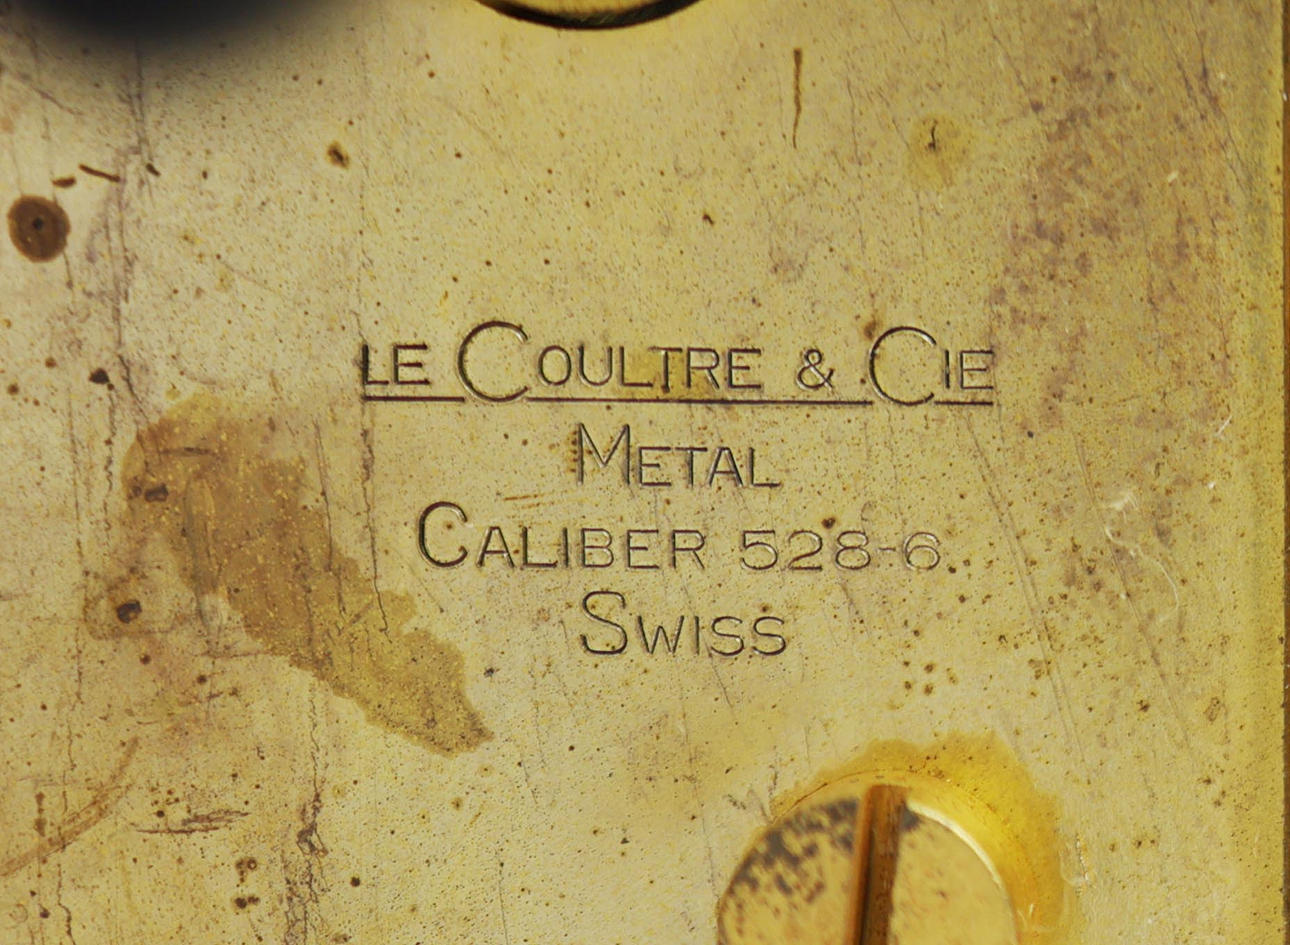 LE COULTRE & CIE
METAL
CALIBER 528-6
SWISS